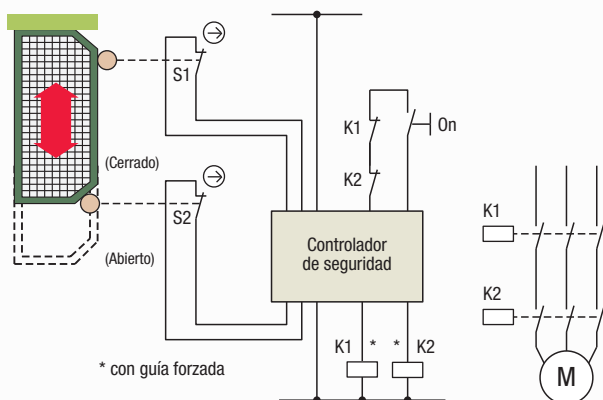 S1
K1
On
(Cerrado)
K2
K1
S2
Controlador
de seguridad
(Abierto)
K2
K1 * * K2
* con guía forzada
M